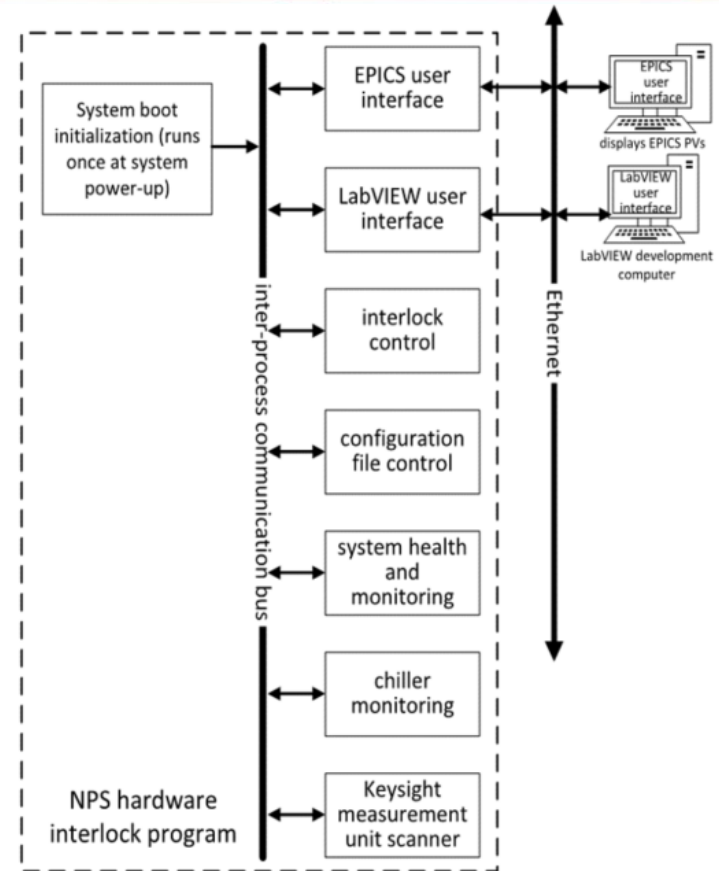 System boot
initialization (runs
once at system
power-up)
EPICS user
interface
LabVIEW user
interface
interlock
control
configuration
file control
system health
and
monitoring
chiller
monitoring
Keysight
measurement
unit scanner
inter-process communication bus
NPS hardware
interlock program
Ethernet
EPICS
user
interface
displays EPICS PVs
LabVIEW
user
interface
LabVIEW development
computer